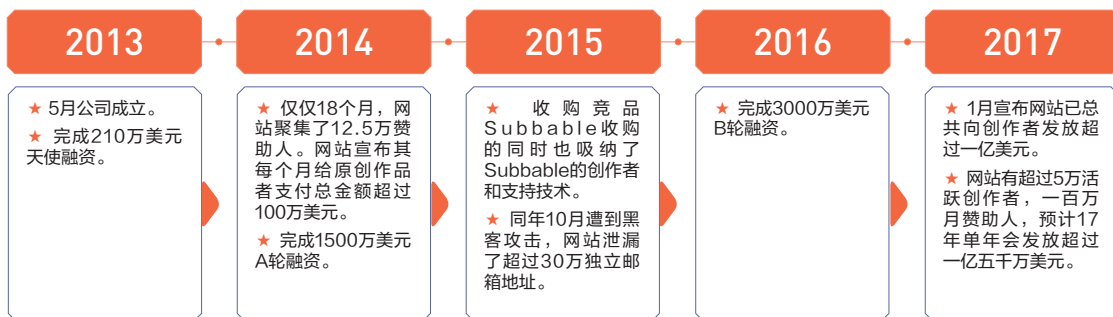 2013
2014
2015
2016
2017
★ 5月公司成立。
★ 完成210万美元
天使融资。
★ 仅仅18个月，网
站聚集了12.5万赞
助人。网站宣布其
每个月给原创作品
者支付总金额超过
100万美元。
★ 完成1500万美元
A轮融资。
★ 收购竞品
Subbable收购
的同时也吸纳了
Subbable的创作者
和支持技术。
★ 同年10月遭到黑
客攻击，网站泄漏
了超过30万独立邮
箱地址。
★ 完成3000万美元
B轮融资。
★ 1月宣布网站已总
共向创作者发放超
过一亿美元。
★ 网站有超过5万活
跃创作者，一百万
月赞助人，预计17
年单年会发放超过
一亿五千万美元。